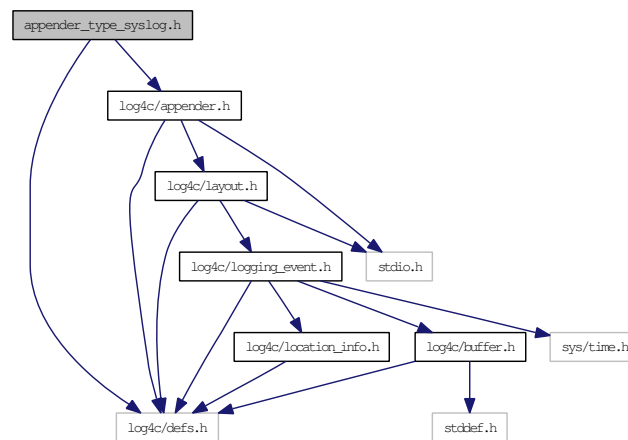 appender_type_syslog.h
log4c/appender.h
log4c/layout.h
log4c/logging_event.h
stdio.h
log4c/location_info.h
log4c/buffer.h
sys/time.h
log4c/defs.h
stddef.h